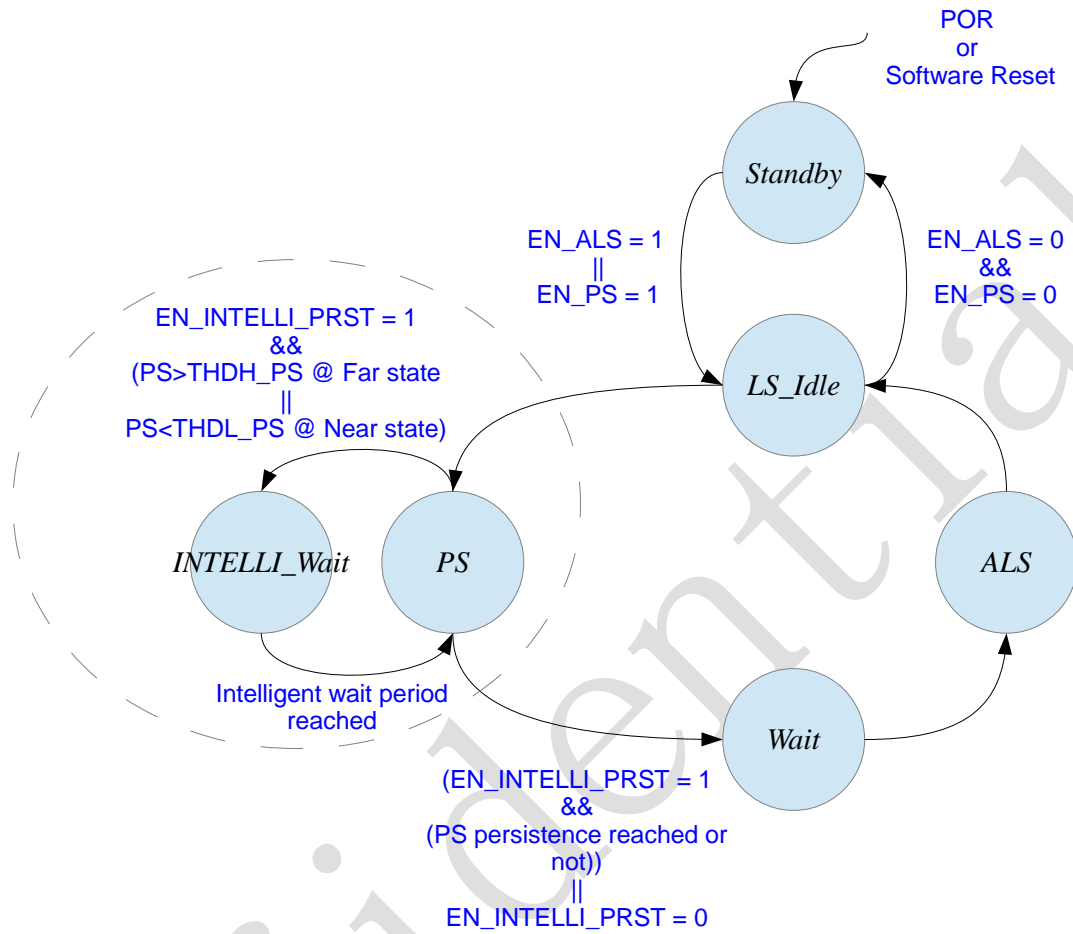 POR
or
Software Reset
Standby
EN_ALS = 1
||
EN_PS = 1
EN_ALS = 0
&&
EN_PS = 0
EN_INTELLI_PRST = 1
&&
(PS>THDH_PS @ Far state
||
PS<THDL_PS @ Near state)
LS_Idle
INTELLI_Wait
PS
ALS
Intelligent wait period
reached
Wait
(EN_INTELLI_PRST = 1
&&
(PS persistence reached or
not))
||
EN_INTELLI_PRST = 0
fidential